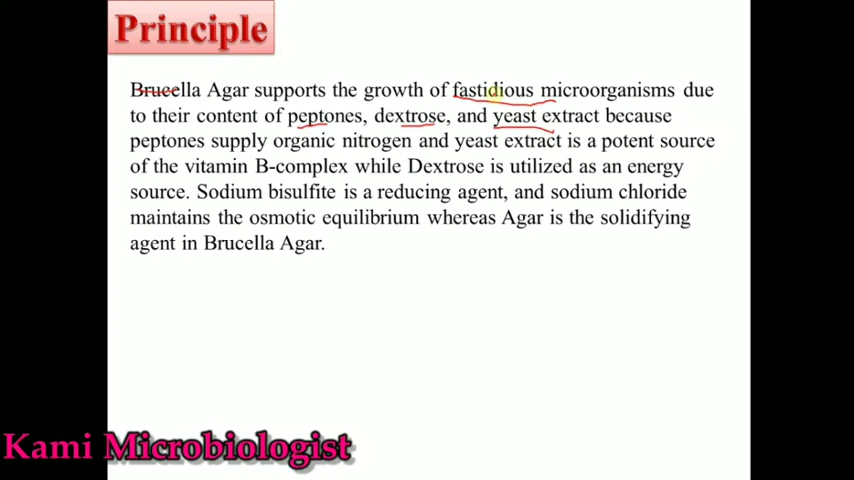 Principle
Brucella Agar supports the growth of fastidious microorganisms due
to their content of peptones, dextrose, and yeast extract because
peptones supply organic nitrogen and yeast extract is a potent source
of the vitamin B-complex while Dextrose is utilized as an energy
source. Sodium bisulfite is a reducing agent, and sodium chloride
maintains the osmotic equilibrium whereas Agar is the solidifying
agent in Brucella Agar.
Kami Microbiologist